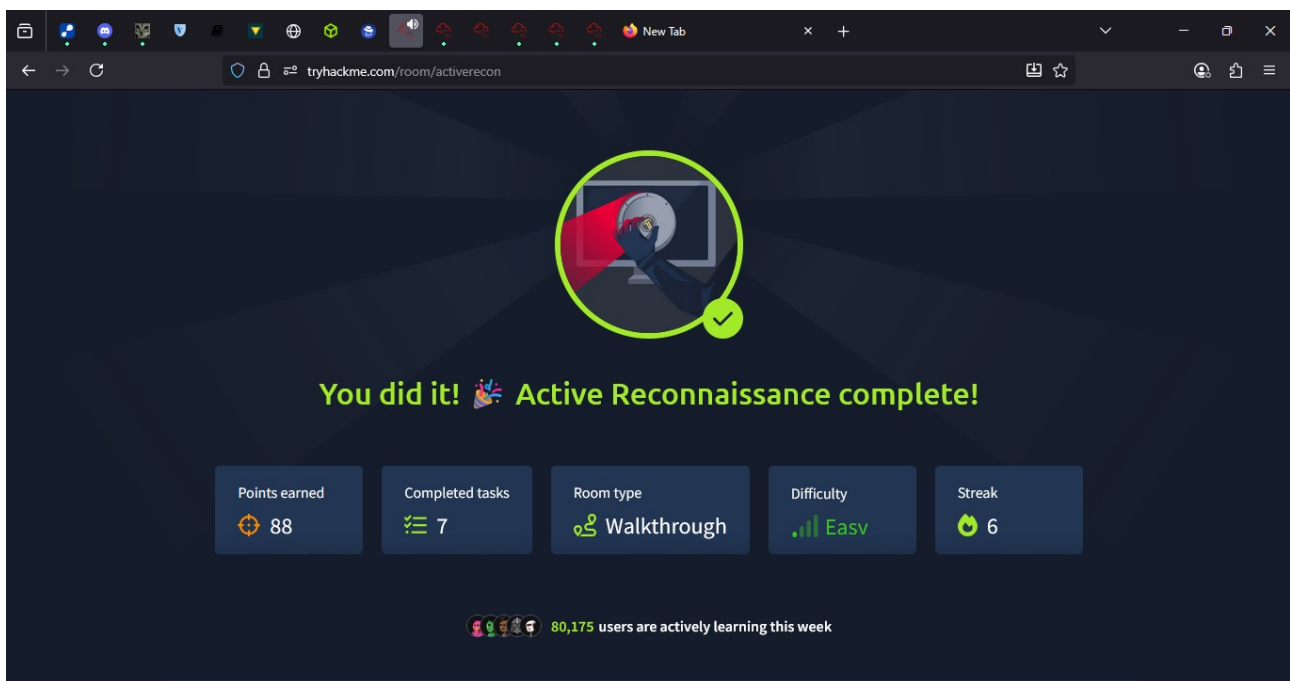 New Tab
tryhackme.com/room/activerecon
You did it! 🎉 Active Reconnaissance complete!
Points earned
88
Completed tasks
7
Room type
Walkthrough
Difficulty
Easy
Streak
6
80,175 users are actively learning this week